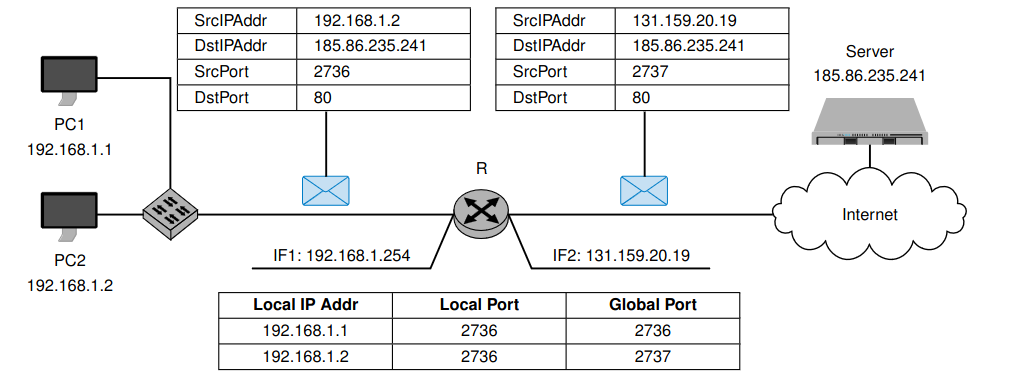 SrcIPAddr 192.168.1.2
DstIPAddr 185.86.235.241
SrcPort 2736
DstPort 80
SrcIPAddr 131.159.20.19
DstIPAddr 185.86.235.241
SrcPort 2737
DstPort 80
Server
185.86.235.241
PC1
192.168.1.1
R
PC2
192.168.1.2
Internet
IF1: 192.168.1.254
IF2: 131.159.20.19
Local IP Addr Local Port Global Port
192.168.1.1 2736 2736
192.168.1.2 2736 2737